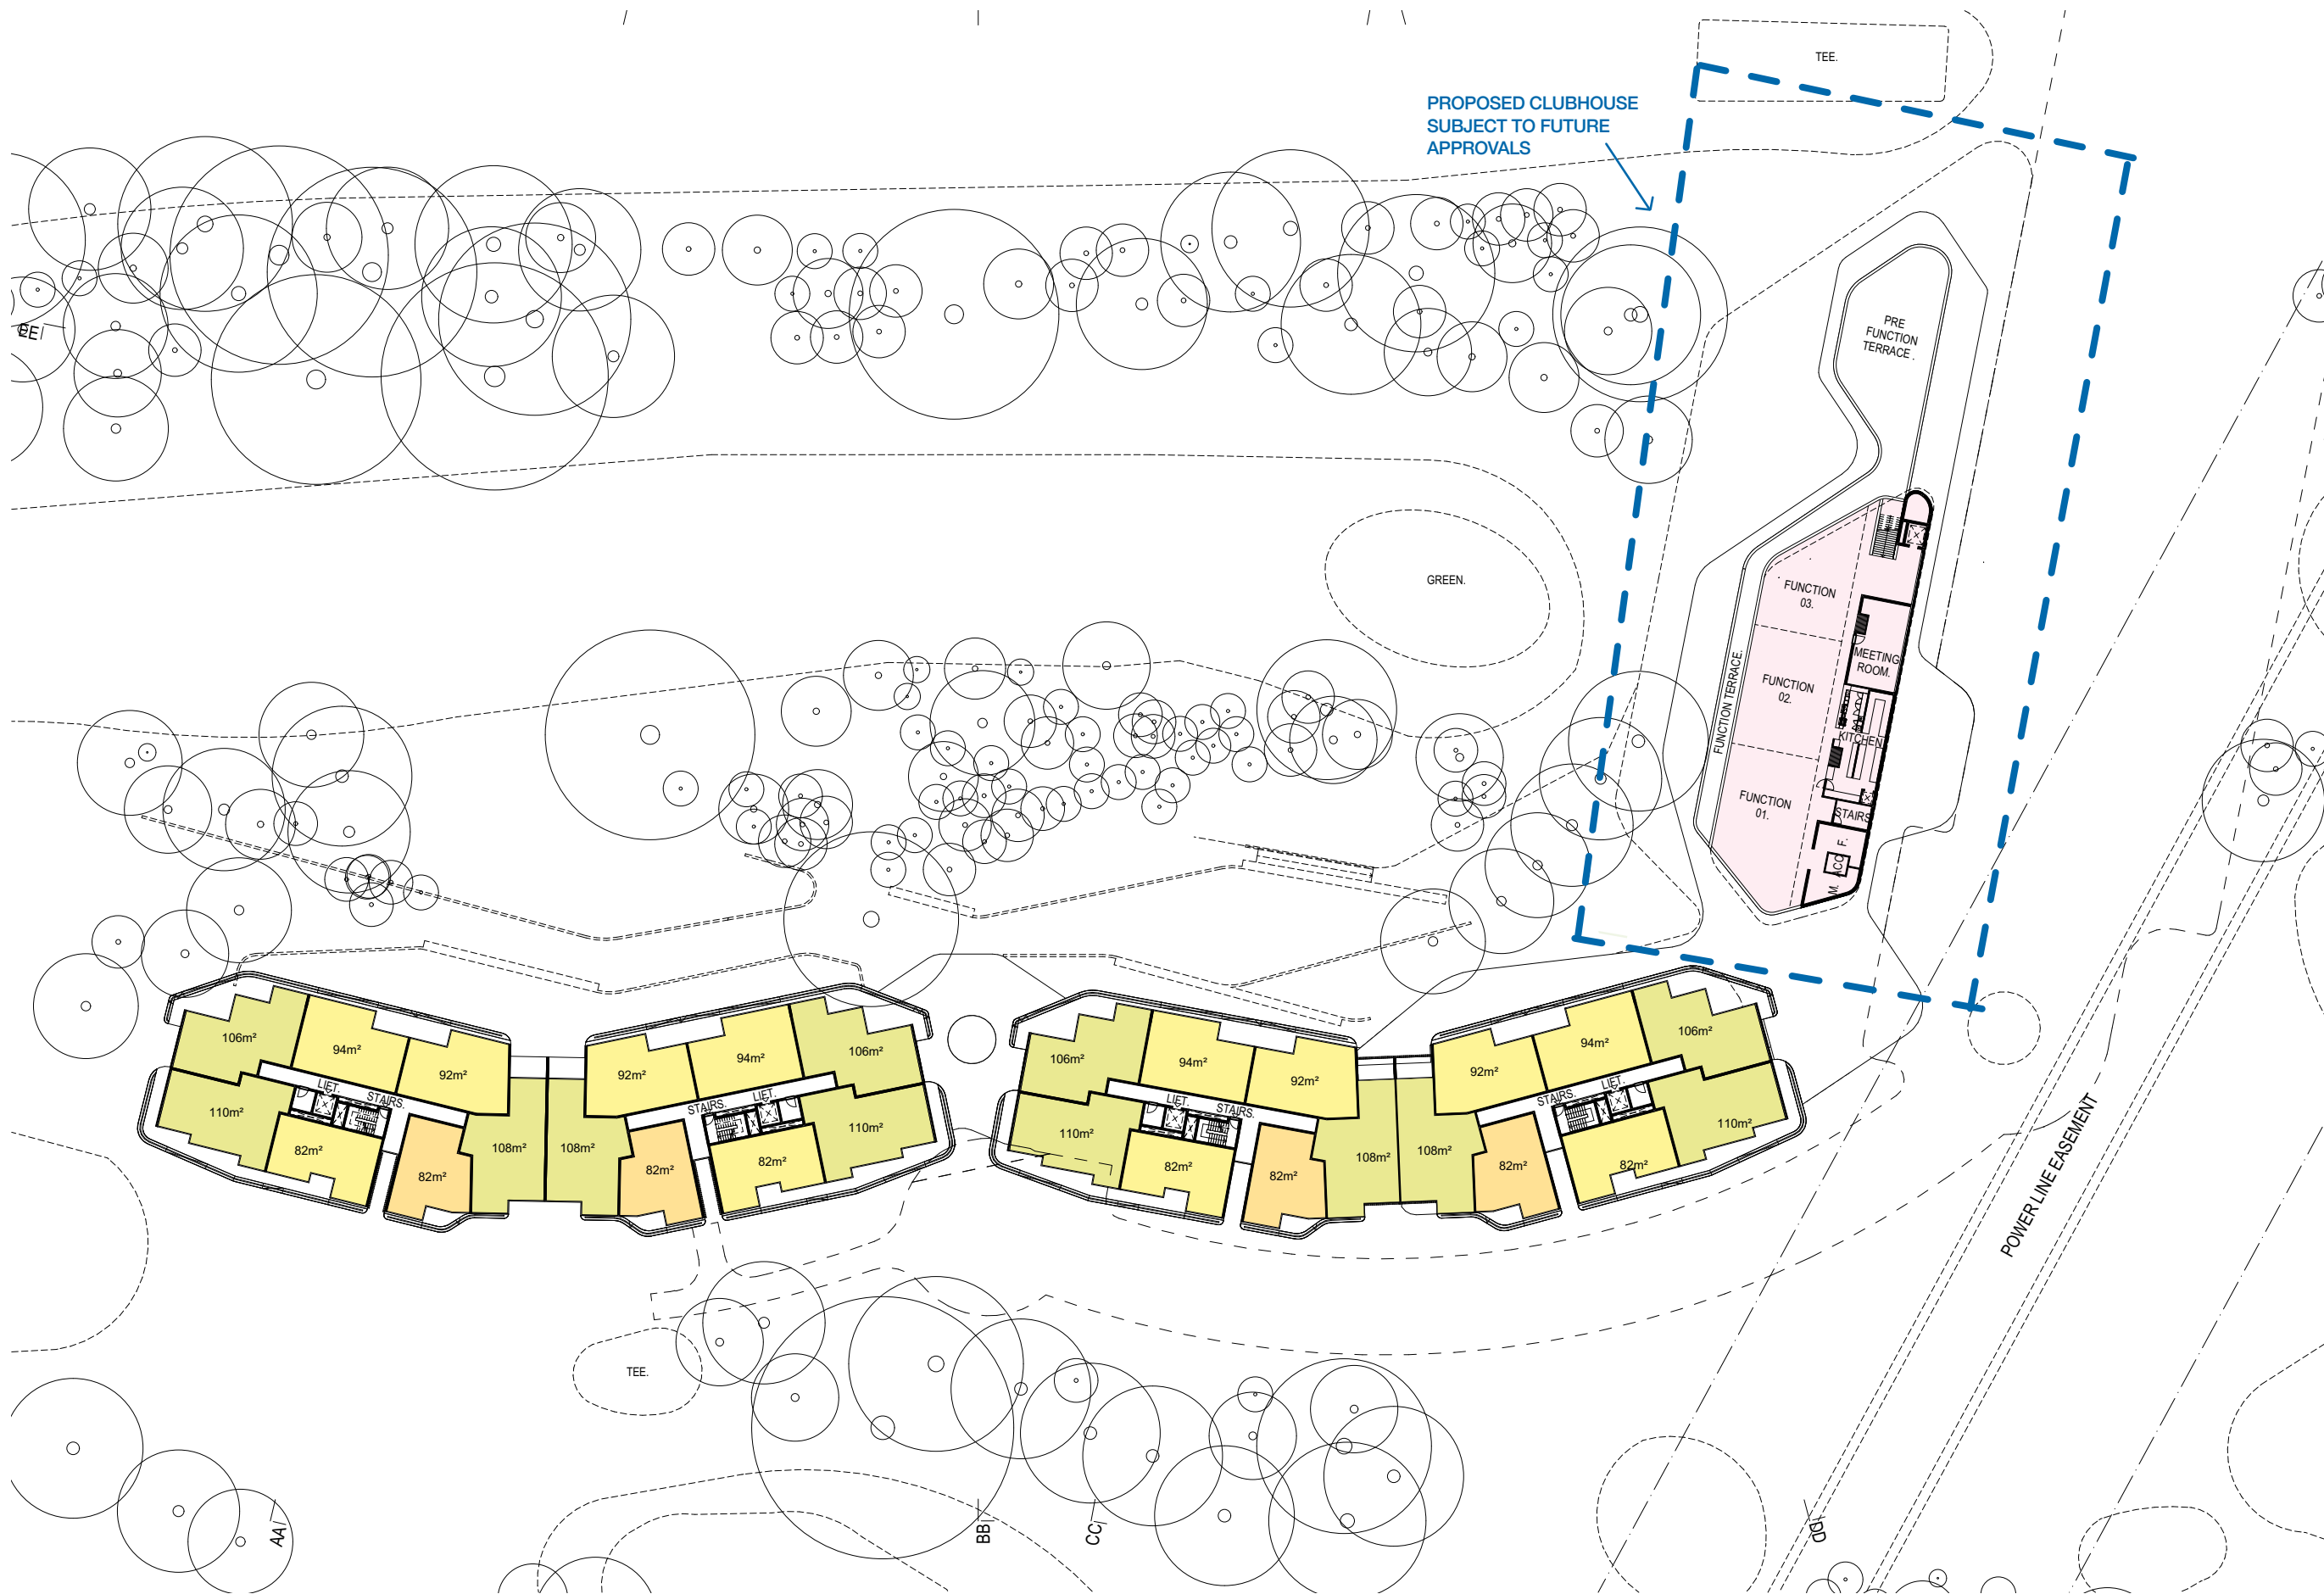 TEE.
PROPOSED CLUBHOUSE
SUBJECT TO FUTURE
APPROVALS
PRE
FUNCTION
TERRACE.
EE
GREEN.
FUNCTION
03.
MEETING
ROOM.
FUNCTION
02.
FUNCTION TERRACE.
KITCHEN
FUNCTION
01.
STAIRS
F.
ACC
M.
106m²
94m²
92m²
110m²
82m²
82m²
108m²
LIFT.
STAIRS.
92m²
94m²
106m²
108m²
82m²
82m²
110m²
STAIRS.
LIFT.
106m²
94m²
92m²
110m²
82m²
82m²
108m²
LIFT.
STAIRS.
92m²
94m²
106m²
108m²
82m²
82m²
110m²
STAIRS.
LIFT.
POWER LINE EASEMENT
TEE.
AA
BB
CC
DD